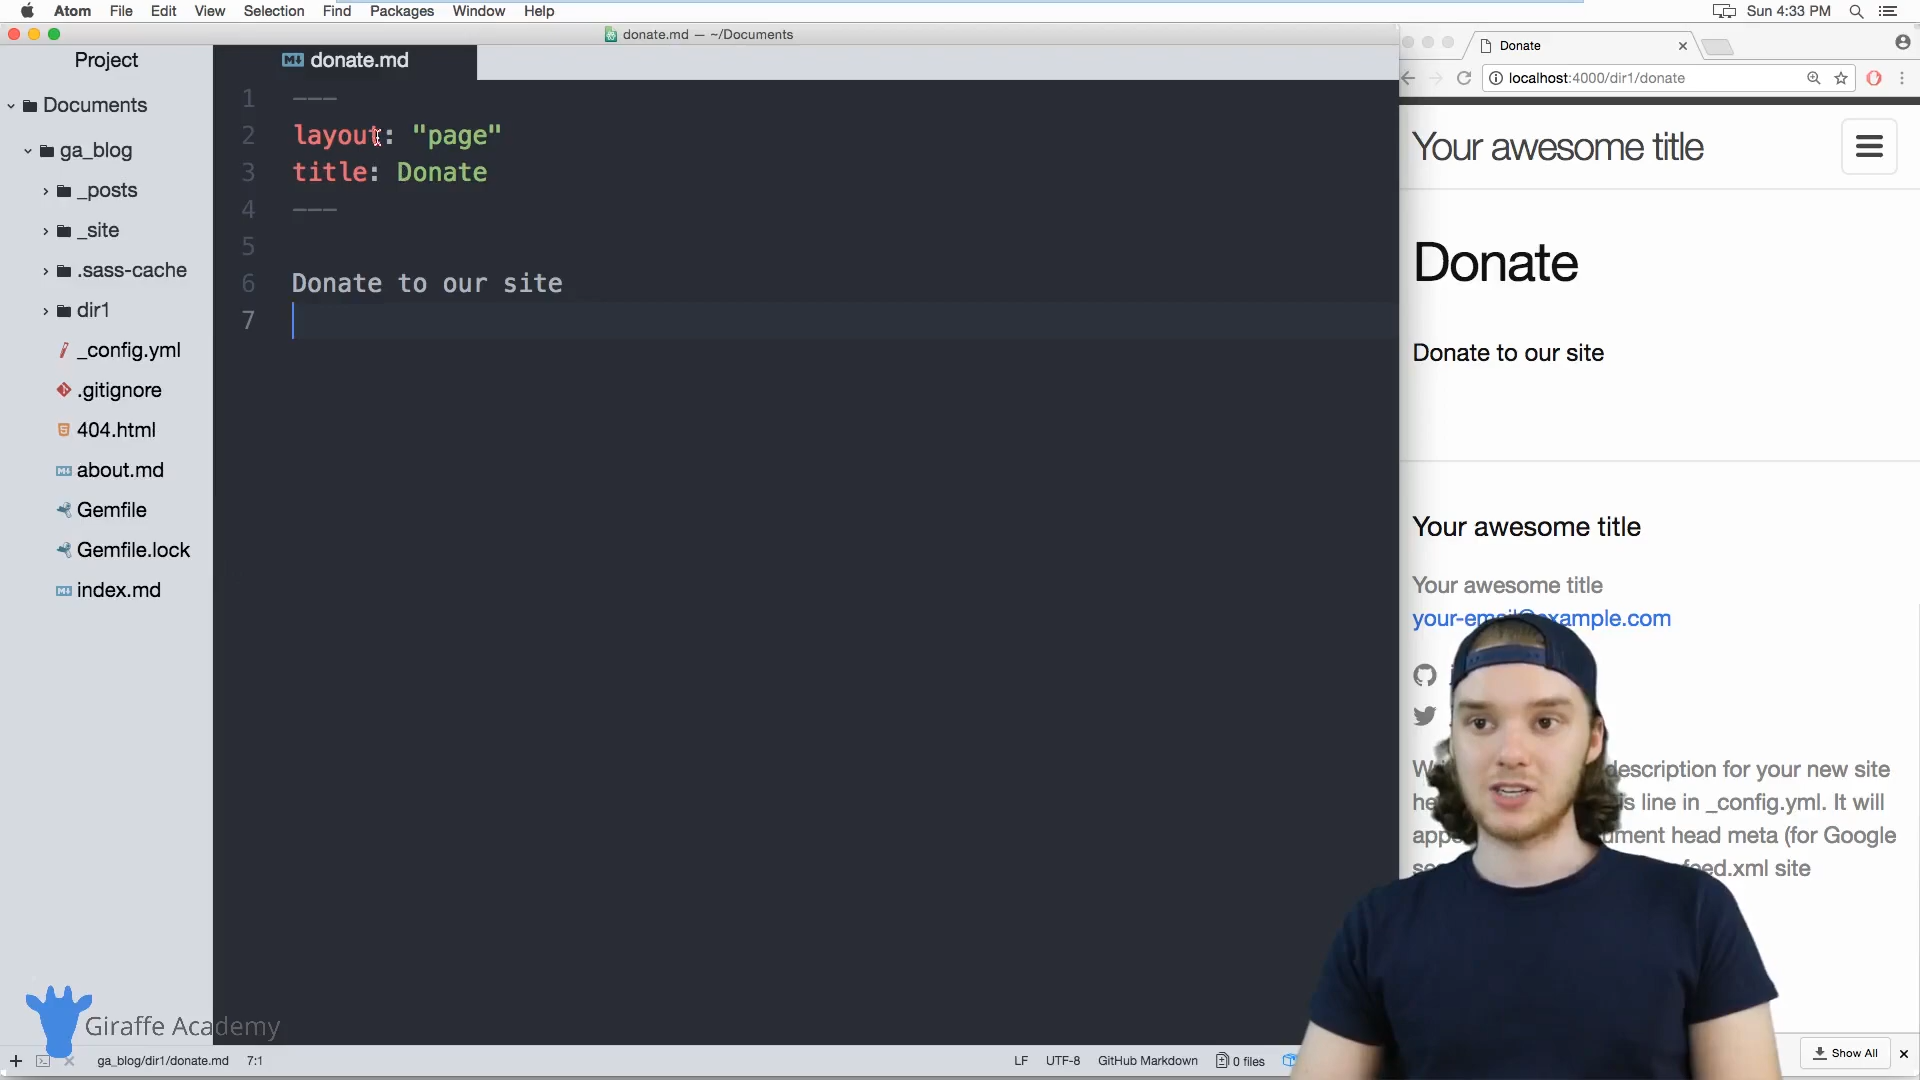 Atom File Edit View Selection Find Packages Window Help
Sun 4:33 PM
donate.md — ~/Documents
Project
Documents
ga_blog
_posts
_site
.sass-cache
dir1
_config.yml
.gitignore
404.html
about.md
Gemfile
Gemfile.lock
index.md
donate.md
1 ---
2 layout: "page"
3 title: Donate
4 ---
5
6 Donate to our site
7
Donate
localhost:4000/dir1/donate
Your awesome title
Donate
Donate to our site
Your awesome title
Your awesome title
your-email@example.com
description for your new site
line in _config.yml. It will
head meta (for Google
feed.xml site
Giraffe Academy
ga_blog/dir1/donate.md 7:1
LF UTF-8 GitHub Markdown 0 files
Show All